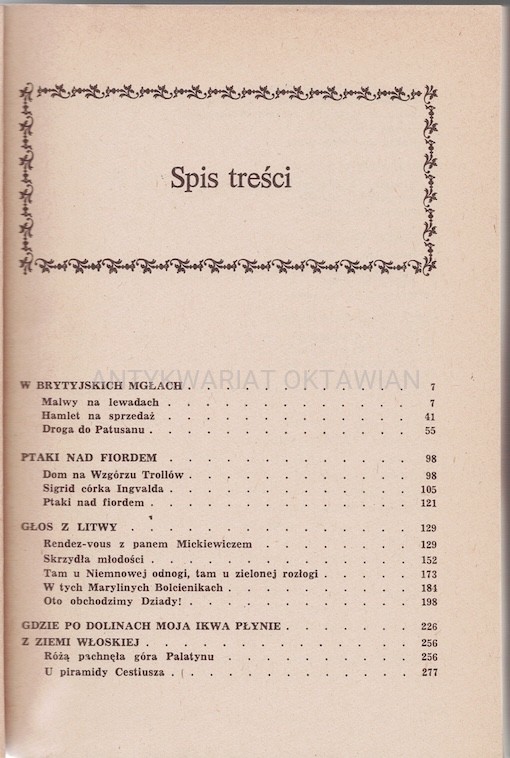 Spis treści
ANTYKWARIAT OKTAWIAN
W BRYTYJSKICH MGŁACH . . . . . . . . . . 7
Malwy na lewadach . . . . . . . . . . . 7
Hamlet na sprzedaż . . . . . . . . . . . 41
Droga do Patusanu . . . . . . . . . . . . 55
PTAKI NAD FIORDEM . . . . . . . . . . . 98
Dom na Wzgórzu Trollów . . . . . . . . . . 98
Sigrid córka Ingvalda . . . . . . . . . . . 105
Ptaki nad fiordem . . . . . . . . . . . . 121
GŁOS Z LITWY . . . . . . . . . . . . 129
Rendez-vous z panem Mickiewiczem . . . . . . . 129
Skrzydła młodości . . . . . . . . . . . . 152
Tam u Niemnowej odnogi, tam u zielonej rozłogi . . . . . 173
W tych Marylinych Bolcienikach . . . . . . . . . 184
Oto obchodzimy Dziady! . . . . . . . . . . 198
GDZIE PO DOLINACH MOJA IKWA PŁYNIE . . . . . . 226
Z ZIEMI WŁOSKIEJ . . . . . . . . . . . . 256
Różą pachnęła góra Palatynu . . . . . . . . . 256
U piramidy Cestiusza . . . . . . . . . . . 277